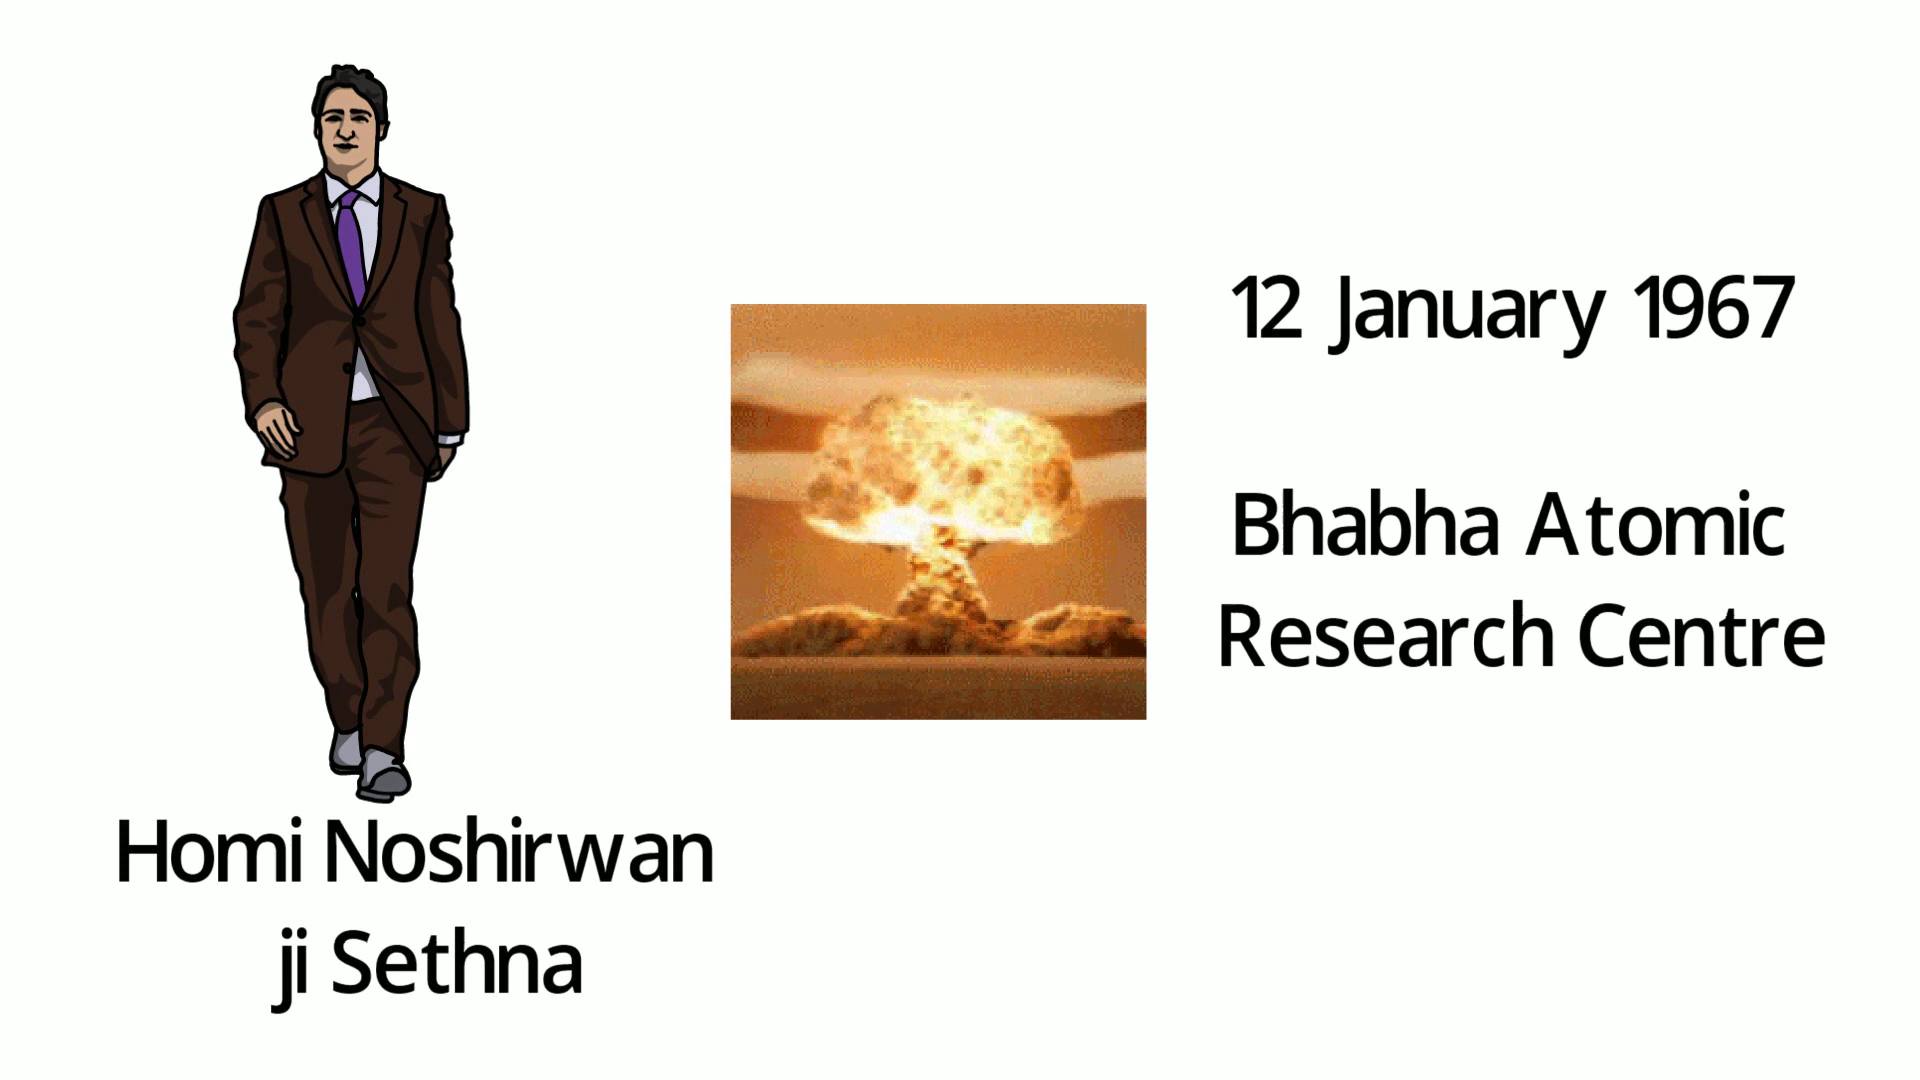 12 January 1967
Bhabha Atomic
Research Centre
Homi Noshirwan
ji Sethna